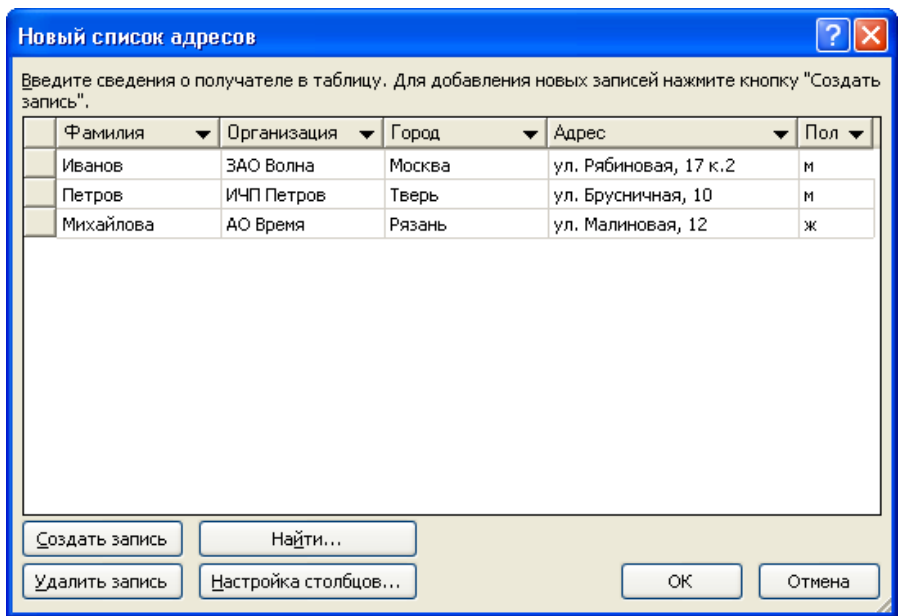 Новый список адресов
Введите сведения о получателе в таблицу. Для добавления новых записей нажмите кнопку "Создать
запись".
Фамилия Организация Город Адрес Пол
Иванов ЗАО Волна Москва ул. Рябиновая, 17 к.2 м
Петров ИЧП Петров Тверь ул. Брусничная, 10 м
Михайлова АО Время Рязань ул. Малиновая, 12 ж
Создать запись Найти...
Удалить запись Настройка столбцов... ОК Отмена